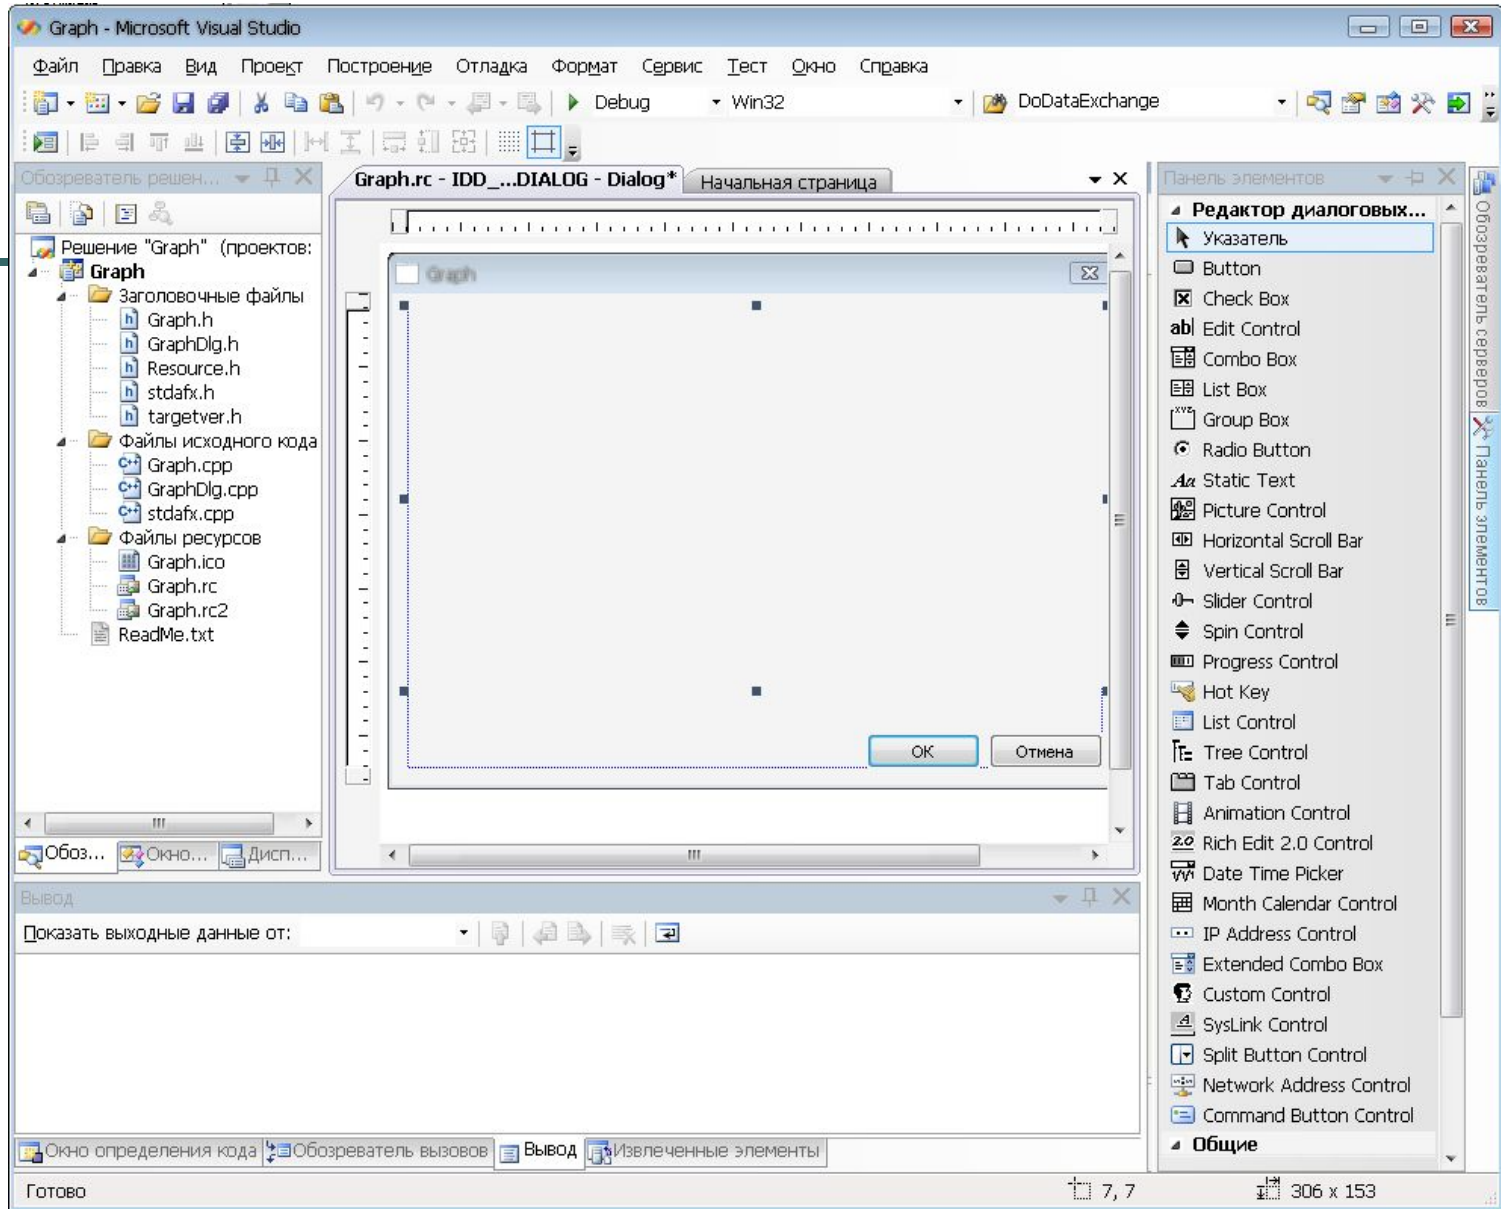 Graph - Microsoft Visual Studio
Файл Правка Вид Проект Построение Отладка Формат Сервис Тест Окно Справка
Debug Win32 DoDataExchange
Обозреватель решен...
Graph.rc - IDD_...DIALOG - Dialog* Начальная страница
Панель элементов
Решение "Graph" (проектов:
Graph
Заголовочные файлы
Graph.h
GraphDlg.h
Resource.h
stdafx.h
targetver.h
Файлы исходного кода
Graph.cpp
GraphDlg.cpp
stdafx.cpp
Файлы ресурсов
Graph.ico
Graph.rc
Graph.rc2
ReadMe.txt
Обоз... Окно... Дисп...
Graph
ОК Отмена
Редактор диалоговых...
Указатель
Button
Check Box
Edit Control
Combo Box
List Box
Group Box
Radio Button
Static Text
Picture Control
Horizontal Scroll Bar
Vertical Scroll Bar
Slider Control
Spin Control
Progress Control
Hot Key
List Control
Tree Control
Tab Control
Animation Control
Rich Edit 2.0 Control
Date Time Picker
Month Calendar Control
IP Address Control
Extended Combo Box
Custom Control
SysLink Control
Split Button Control
Network Address Control
Command Button Control
Общие
Обозреватель серверов
Панель элементов
Вывод
Показать выходные данные от:
Окно определения кода Обозреватель вызовов Вывод Извлеченные элементы
Готово 7, 7 306 x 153